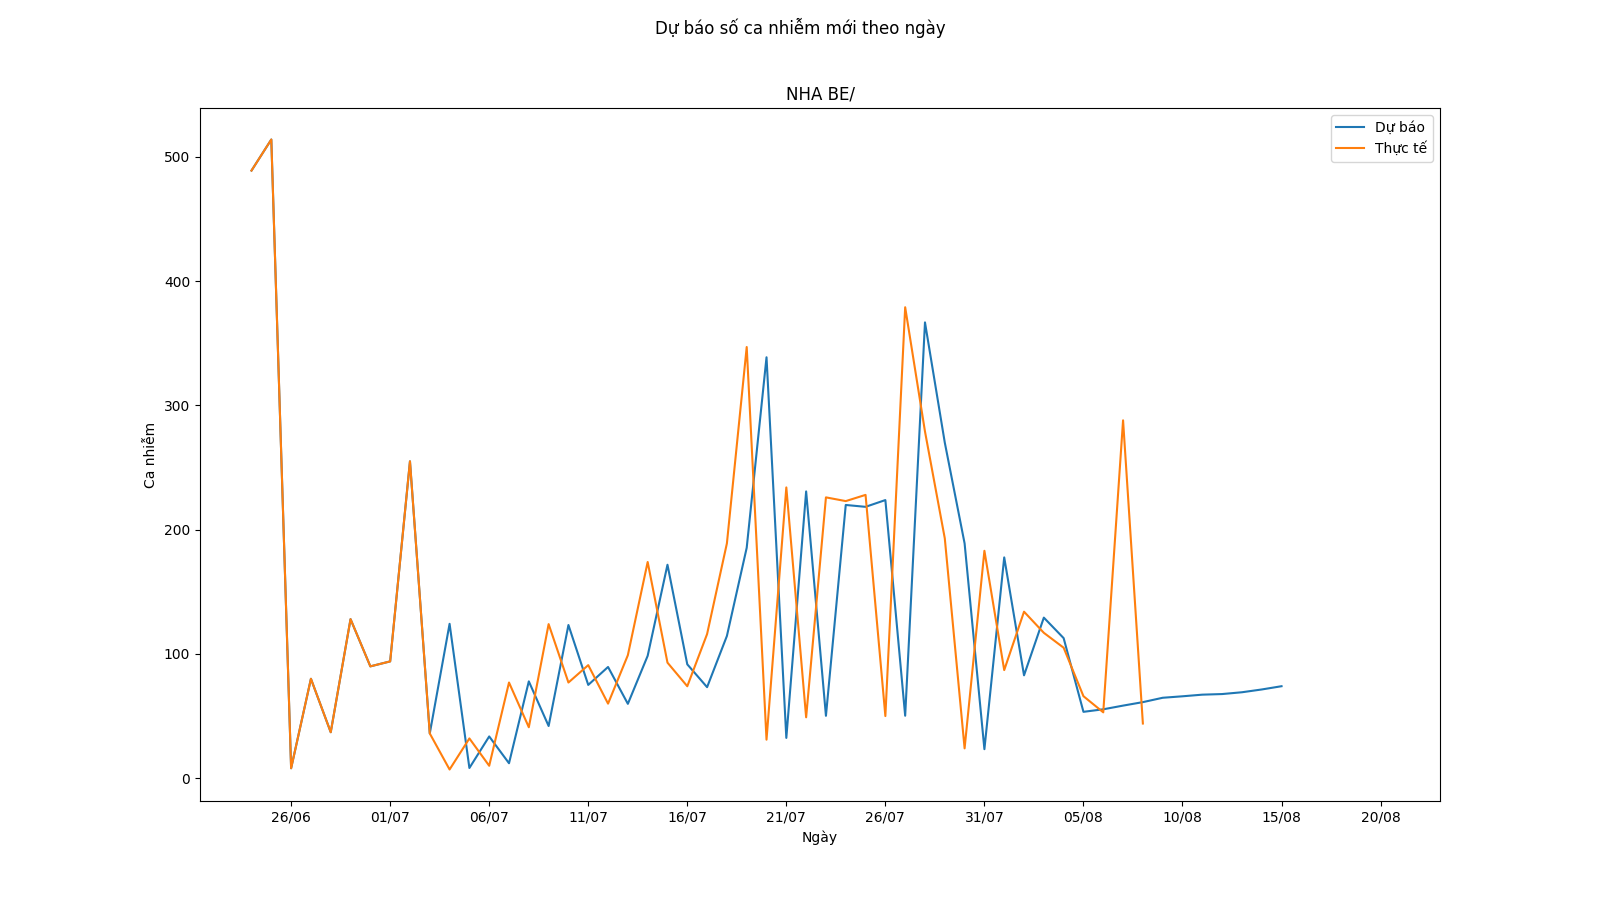 Dự báo số ca nhiễm mới theo ngày
NHA BE/
Dự báo
Thực tế
500
400
300
200
100
0
Ca nhiễm
26/06 01/07 06/07 11/07 16/07 21/07 26/07 31/07 05/08 10/08 15/08 20/08
Ngày